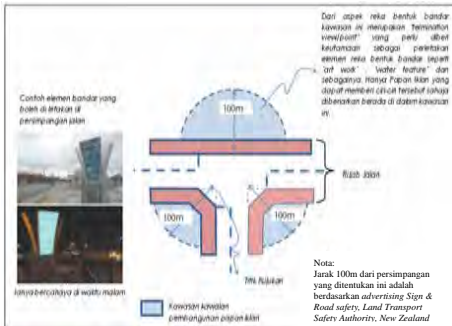 Dari aspek reka bentuk bandar
kawasan ini merupakan 'termination
viewpoint' yang perlu diberi
keutamaan sebagai perletakan
elemen reka bentuk bandar seperti
'art work' 'water feature' dan
sebagainya. Hanya Papan Iklan yang
dapat memberi ciri-ciri tersebut sahaja
dibenarkan berada di dalam kawasan
ini.
Contoh elemen bandar yang
boleh di letakan di
persimpangan jalan
100m
Rizab Jalan
100m
100m
Titik Rujukan
Ianya bercahaya di waktu malam
Kawasan kawalan
pembangunan papan iklan
Nota:
Jarak 100m dari persimpangan
yang ditentukan ini adalah
berdasarkan advertising Sign &
Road safety, Land Transport
Safety Authority, New Zealand